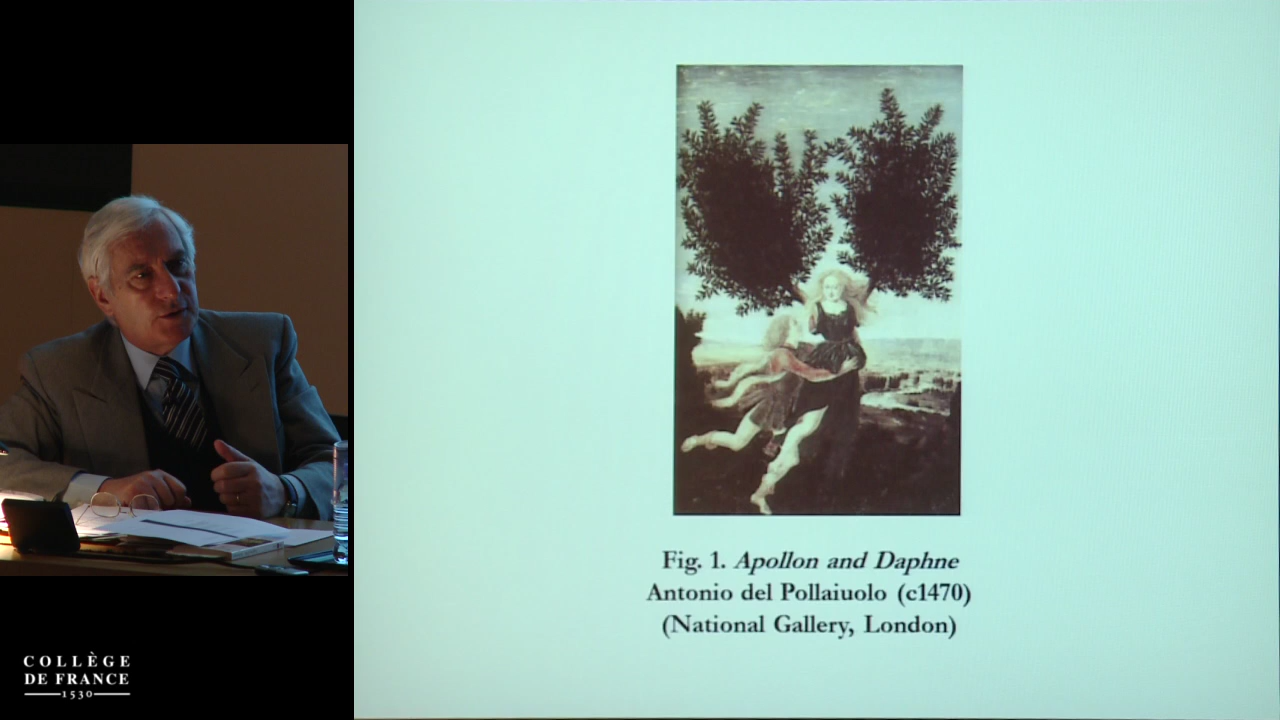 COLLÈGE
DE FRANCE
1530
Fig. 1. Apollon and Daphne
Antonio del Pollaiuolo (c1470)
(National Gallery, London)